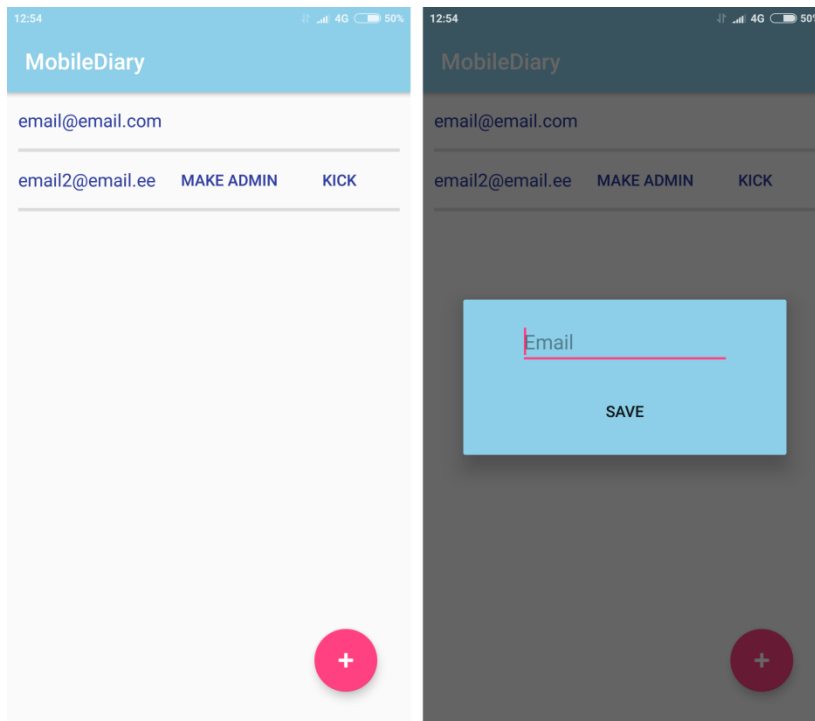 12:54 4G 50%
MobileDiary
email@email.com
email2@email.ee MAKE ADMIN KICK
+
12:54 4G 50%
MobileDiary
email@email.com
email2@email.ee MAKE ADMIN KICK
Email
SAVE
+